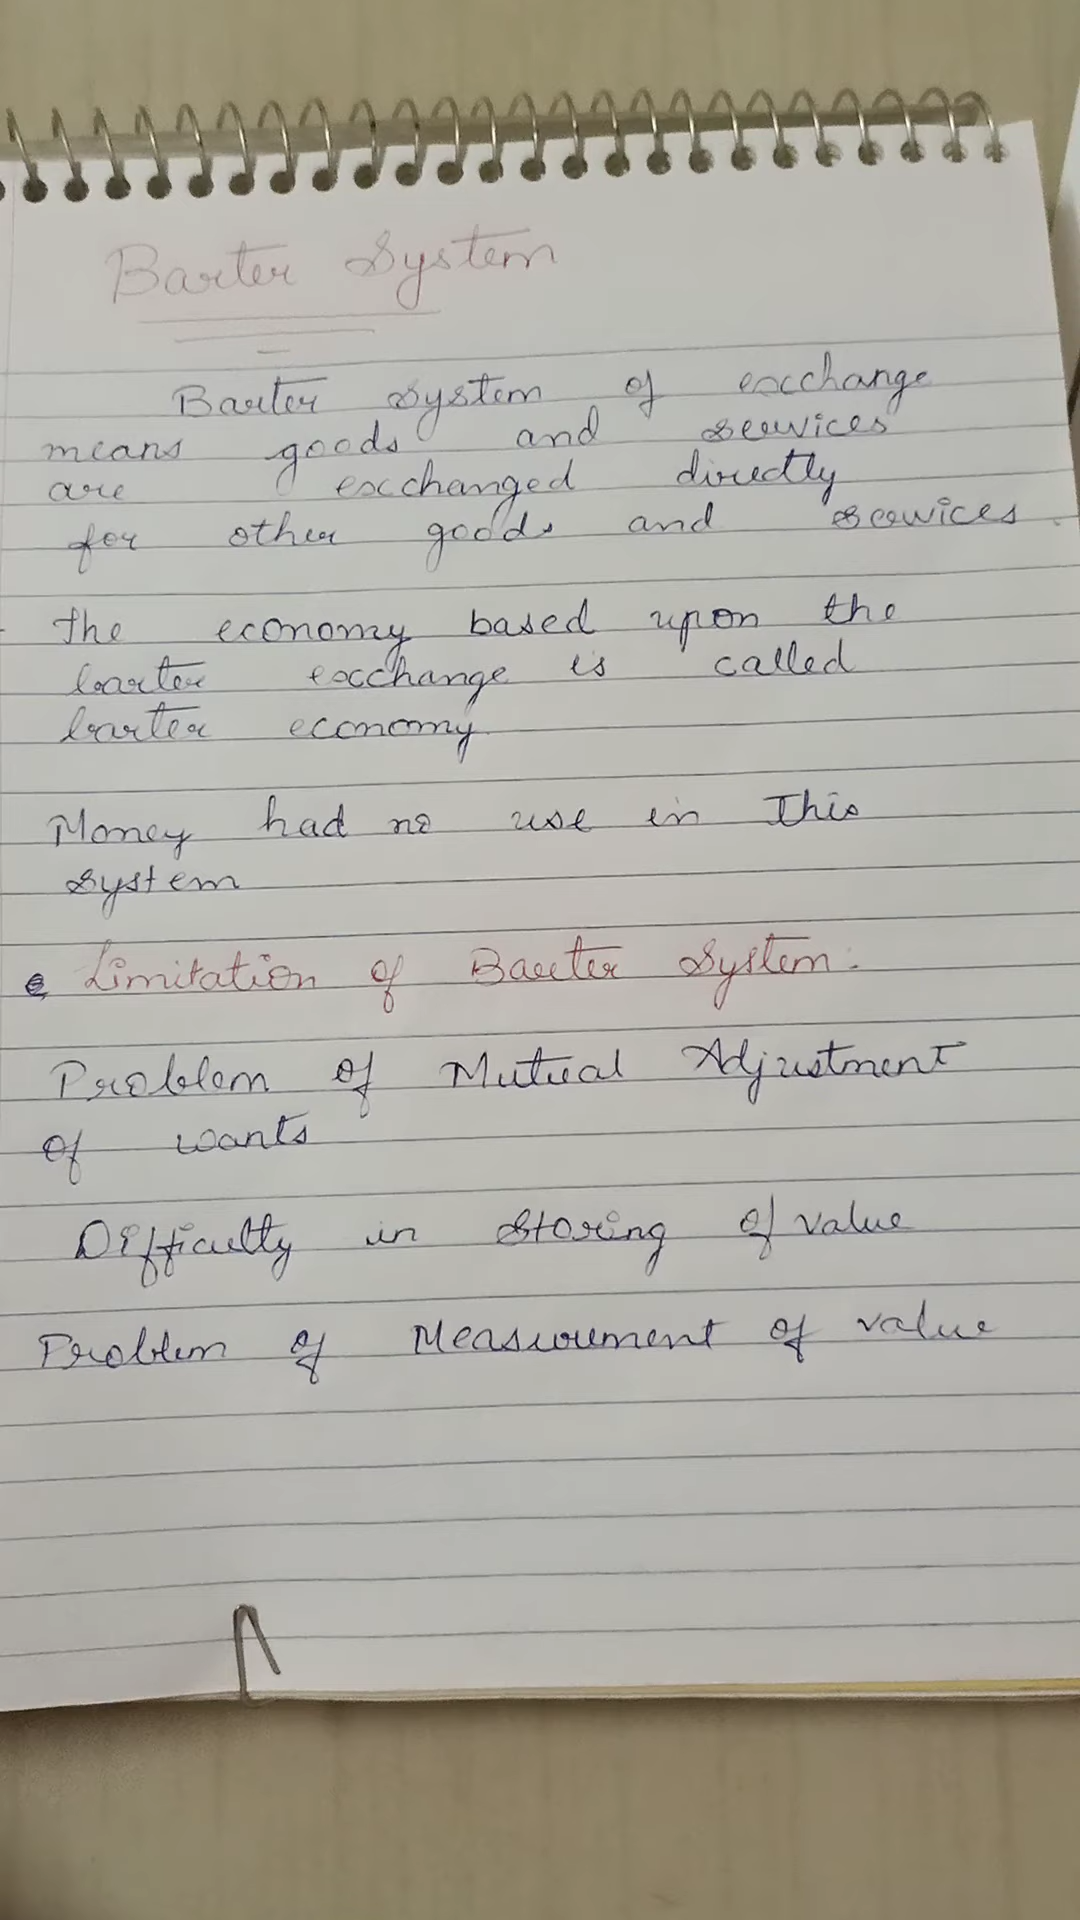 Barter System
Barter System of exchange
means goods and services
are exchanged directly
for other goods and services.
the economy based upon the
barter exchange is called
barter economy
Money had no use in This
System
Limitation of Barter System:
Problem of Mutual Adjustment
of wants
Difficulty in Storing of value
Problem of Measurement of value